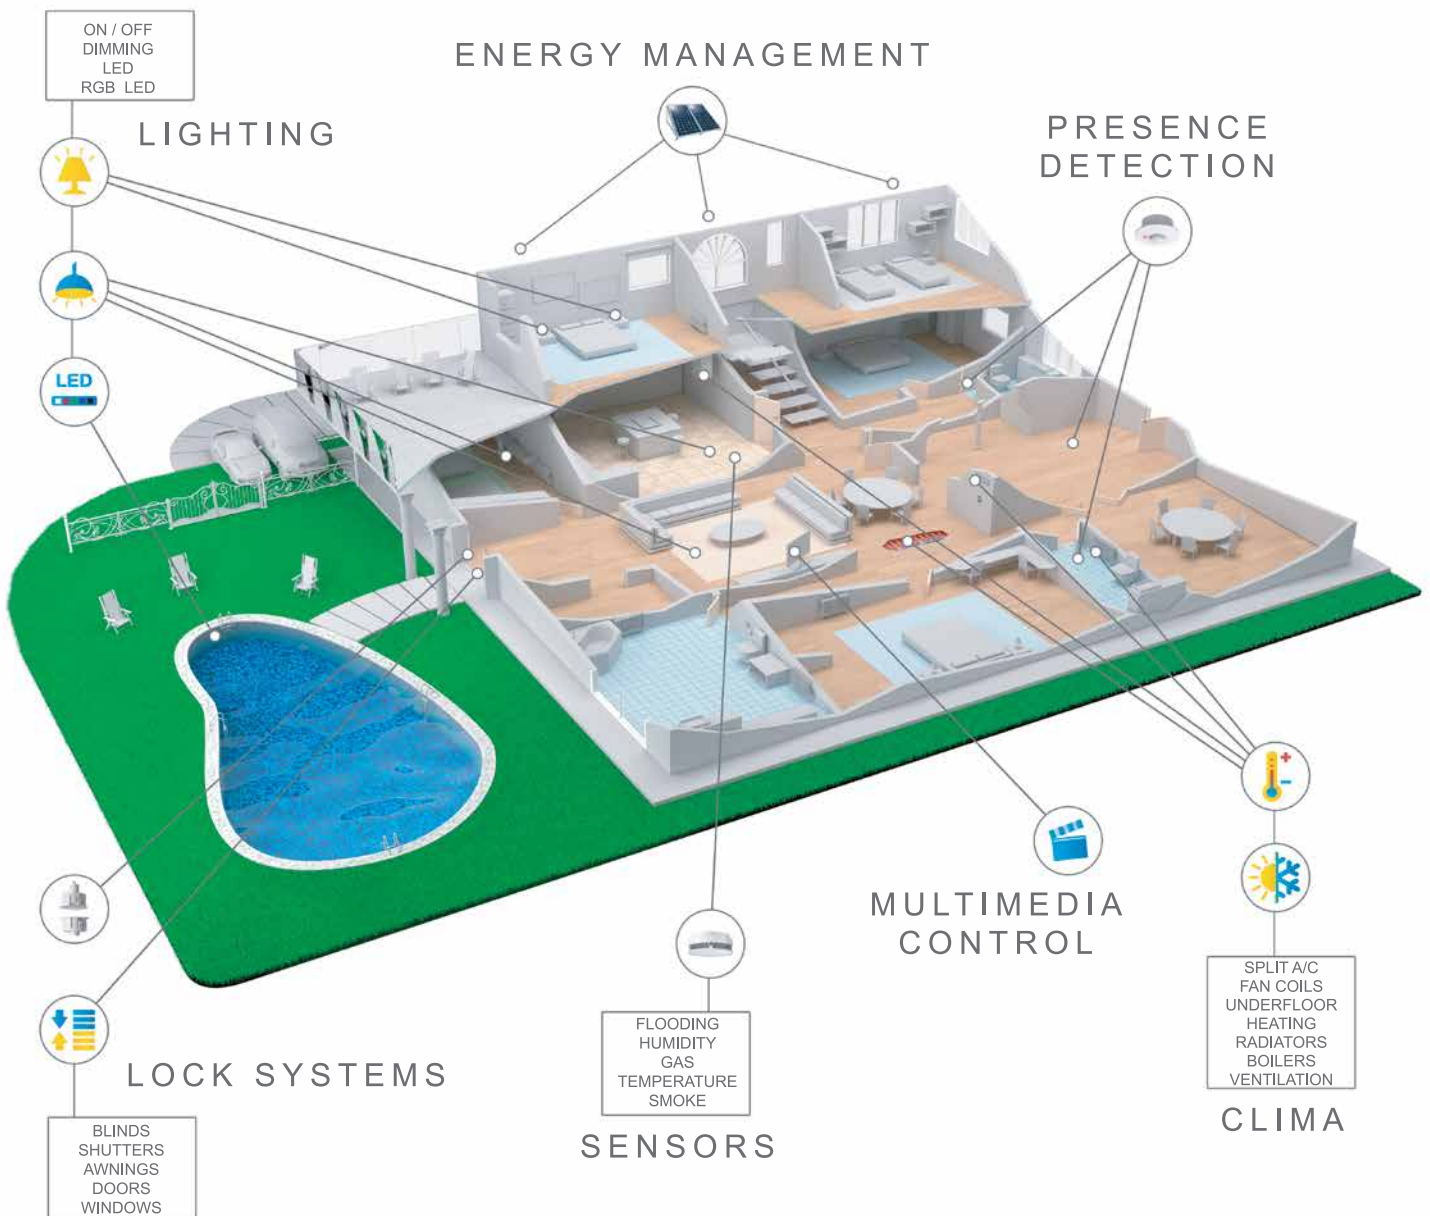 ON / OFF
DIMMING
LED
RGB LED
LIGHTING
ENERGY MANAGEMENT
PRESENCE
DETECTION
LED
MULTIMEDIA
CONTROL
LOCK SYSTEMS
BLINDS
SHUTTERS
AWNINGS
DOORS
WINDOWS
FLOODING
HUMIDITY
GAS
TEMPERATURE
SMOKE
SENSORS
SPLIT A/C
FAN COILS
UNDERFLOOR
HEATING
RADIATORS
BOILERS
VENTILATION
CLIMA